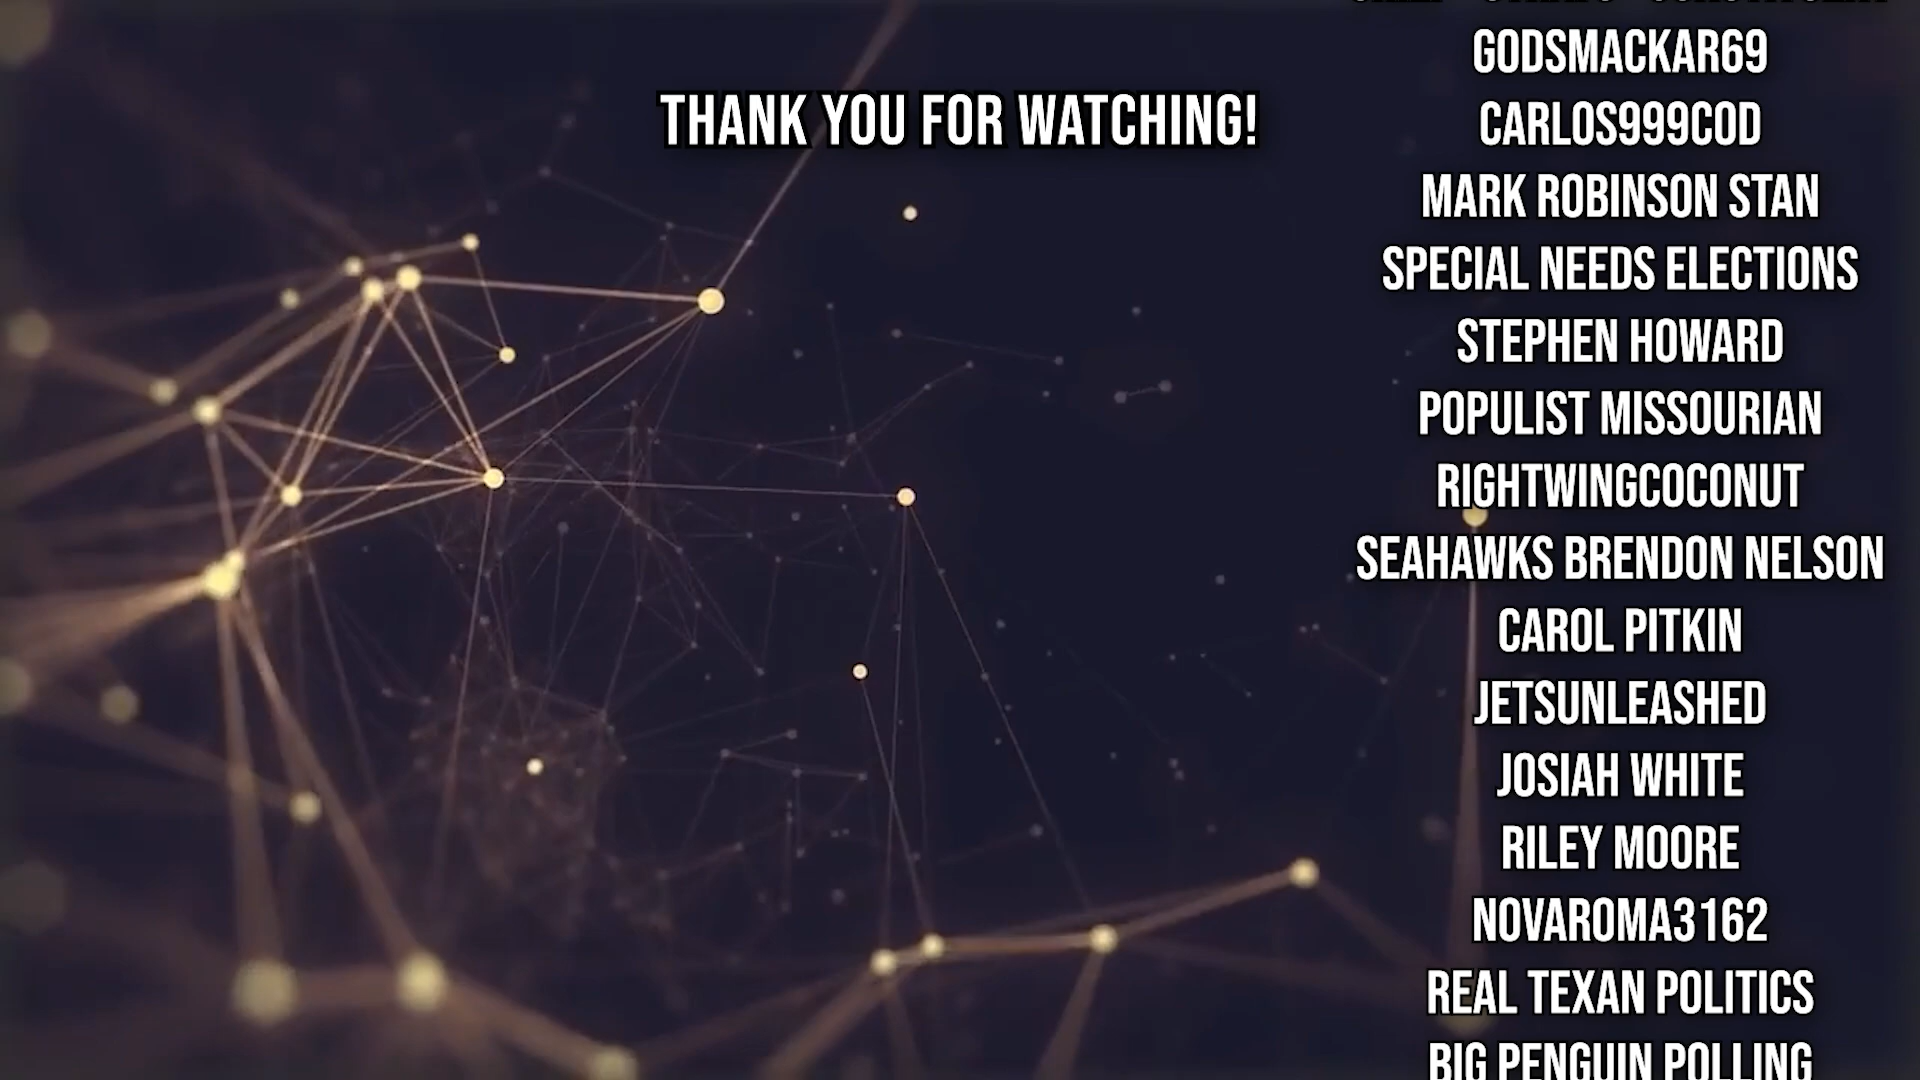 THANK YOU FOR WATCHING!
GODSMACKAR69
CARLOS999COD
MARK ROBINSON STAN
SPECIAL NEEDS ELECTIONS
STEPHEN HOWARD
POPULIST MISSOURIAN
RIGHTWINGCOCONUT
SEAHAWKS BRENDON NELSON
CAROL PITKIN
JETSUNLEASHED
JOSIAH WHITE
RILEY MOORE
NOVAROMA3162
REAL TEXAN POLITICS
BIG PENGUIN POLLING